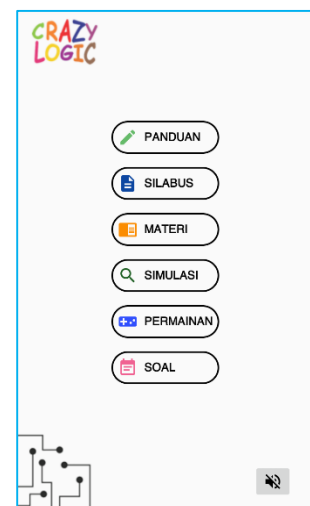 CRAZY
LOGIC
PANDUAN
SILABUS
MATERI
SIMULASI
PERMAINAN
SOAL